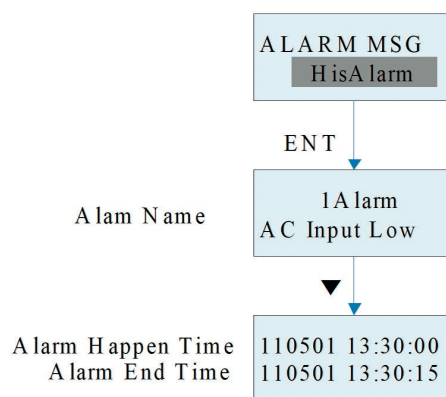 ALARM MSG
HisAlarm
ENT
1Alarm
Alam Name
AC Input Low
▼
Alarm Happen Time 110501 13:30:00
Alarm End Time 110501 13:30:15